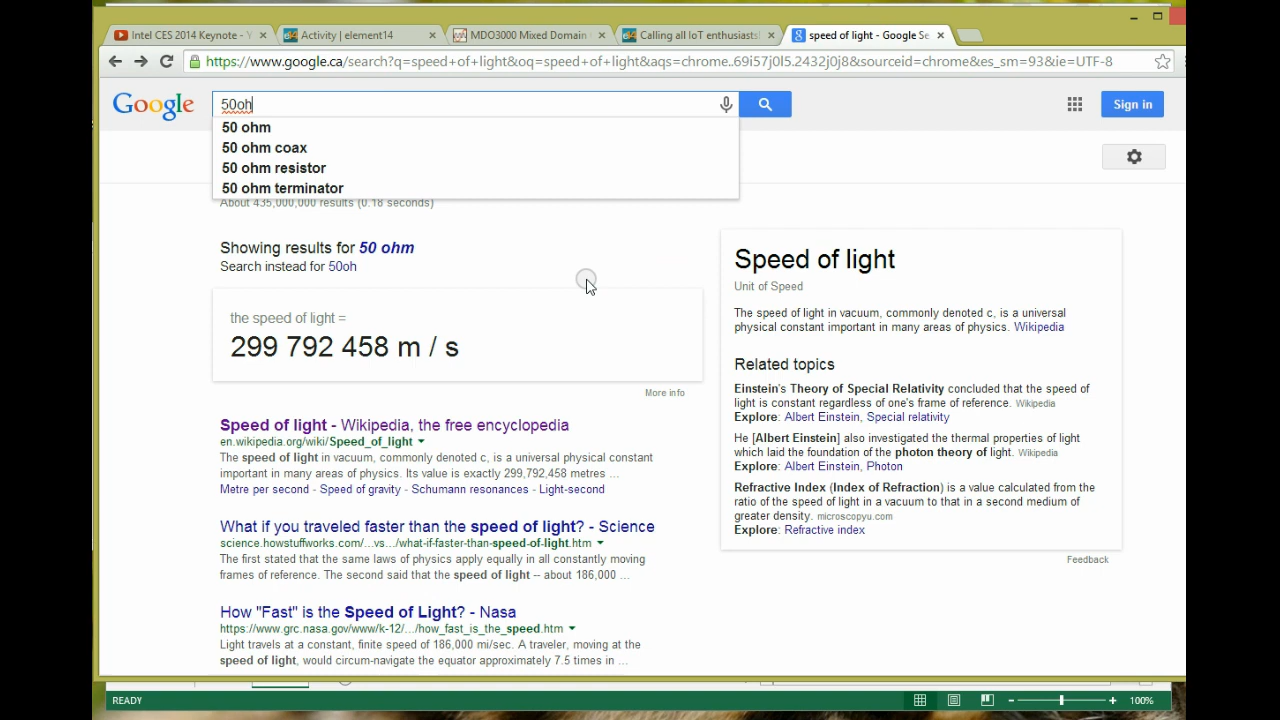 Intel CES 2014 Keynote - Y
Activity | element14
MDO3000 Mixed Domain
Calling all IoT enthusiasts!
speed of light - Google Se
https://www.google.ca/search?q=speed+of+light&oq=speed+of+light&aqs=chrome..69i57j0l5.2432j0j8&sourceid=chrome&es_sm=93&ie=UTF-8
Google
50oh
Sign in
50 ohm
50 ohm coax
50 ohm resistor
50 ohm terminator
About 435,000,000 results (0.18 seconds)
Showing results for 50 ohm
Search instead for 50oh
the speed of light =
299 792 458 m / s
More info
Speed of light - Wikipedia, the free encyclopedia
en.wikipedia.org/wiki/Speed_of_light
The speed of light in vacuum, commonly denoted c, is a universal physical constant
important in many areas of physics. Its value is exactly 299,792,458 metres ...
Metre per second - Speed of gravity - Schumann resonances - Light-second
What if you traveled faster than the speed of light? - Science
science.howstuffworks.com/...vs.../what-if-faster-than-speed-of-light.htm
The first stated that the same laws of physics apply equally in all constantly moving
frames of reference. The second said that the speed of light -- about 186,000 ...
How "Fast" is the Speed of Light? - Nasa
https://www.grc.nasa.gov/www/k-12/.../how_fast_is_the_speed.htm
Light travels at a constant, finite speed of 186,000 mi/sec. A traveler, moving at the
speed of light, would circum-navigate the equator approximately 7.5 times in ...
Speed of light
Unit of Speed
The speed of light in vacuum, commonly denoted c, is a universal
physical constant important in many areas of physics. Wikipedia
Related topics
Einstein's Theory of Special Relativity concluded that the speed of
light is constant regardless of one's frame of reference. Wikipedia
Explore: Albert Einstein, Special relativity
He [Albert Einstein] also investigated the thermal properties of light
which laid the foundation of the photon theory of light. Wikipedia
Explore: Albert Einstein, Photon
Refractive Index (Index of Refraction) is a value calculated from the
ratio of the speed of light in a vacuum to that in a second medium of
greater density. microscopyu.com
Explore: Refractive index
Feedback
READY
100%